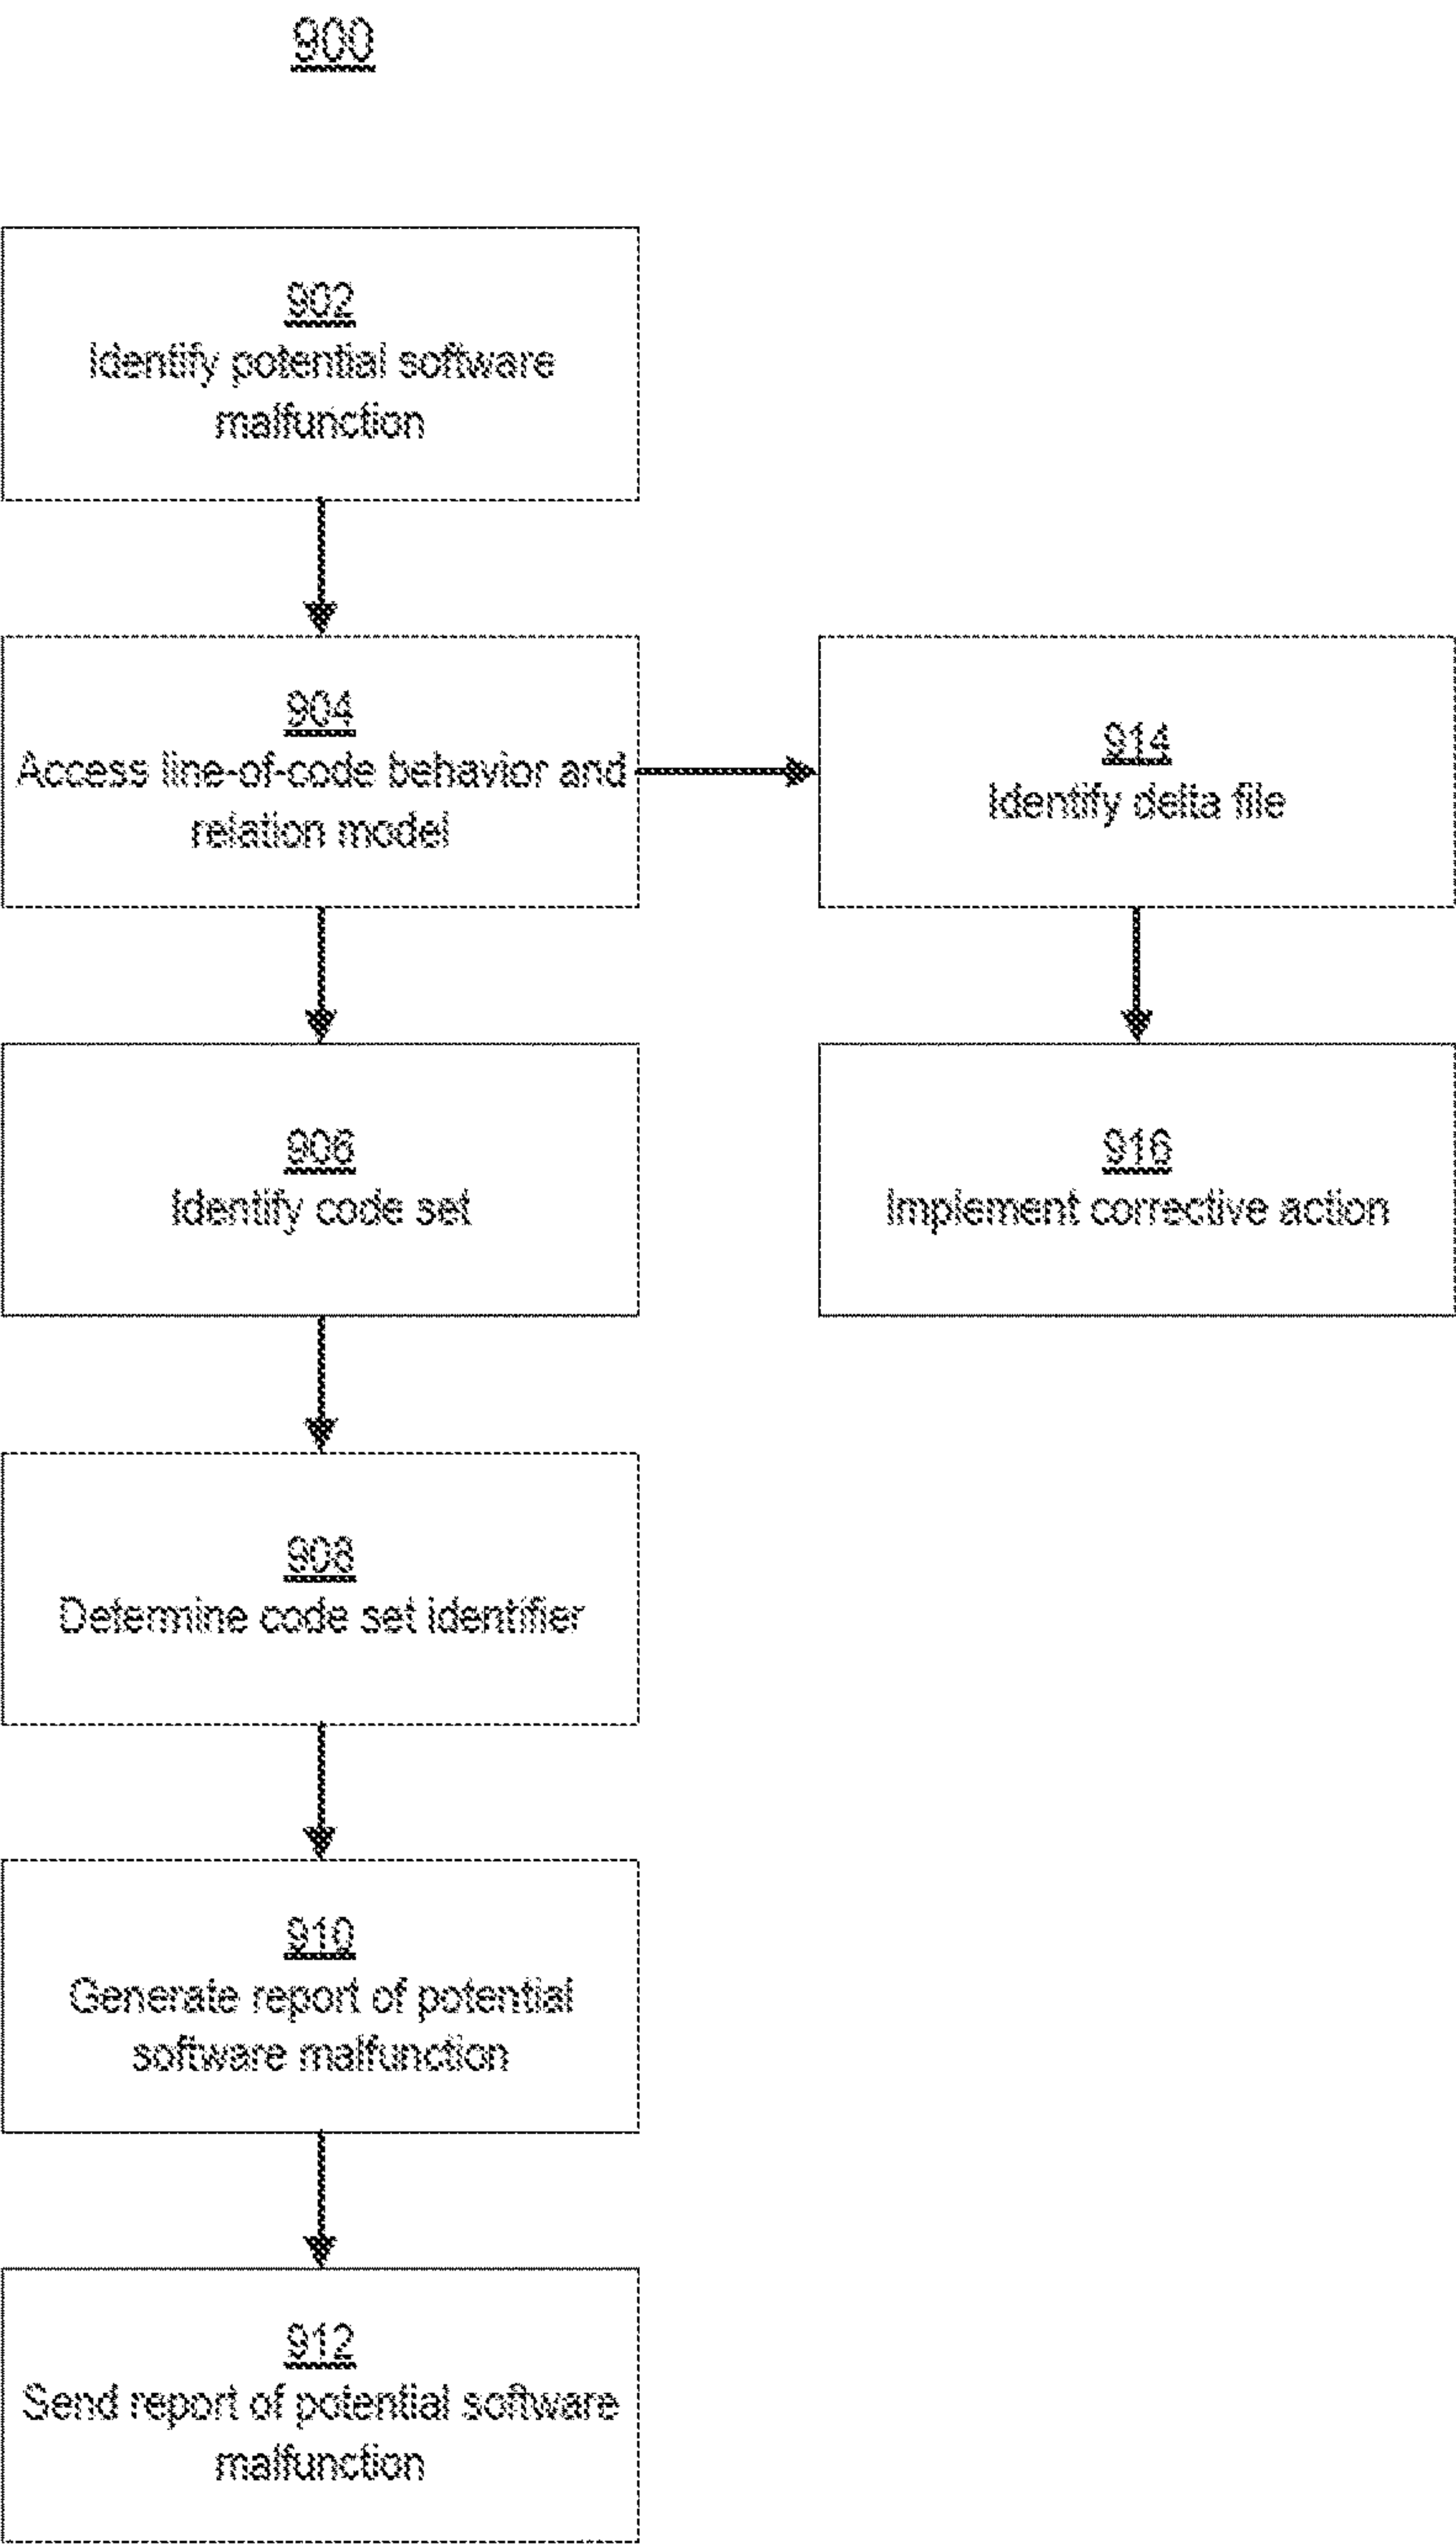 900
902
Identify potential software
malfunction
904
Access line-of-code behavior and
relation model
914
Identify delta file
906
Identify code set
916
Implement corrective action
908
Determine code set identifier
910
Generate report of potential
software malfunction
912
Send report of potential software
malfunction